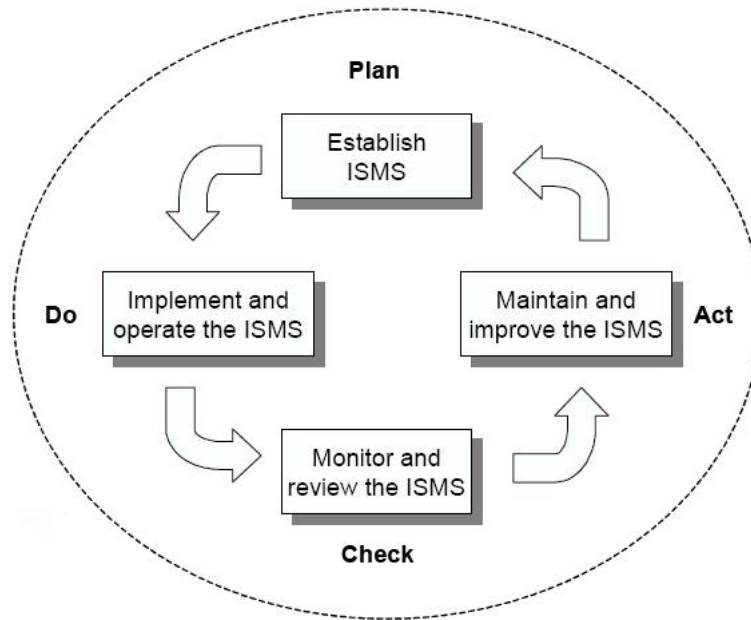 Plan
Establish
ISMS
Do
Implement and
operate the ISMS
Maintain and
improve the ISMS
Act
Monitor and
review the ISMS
Check